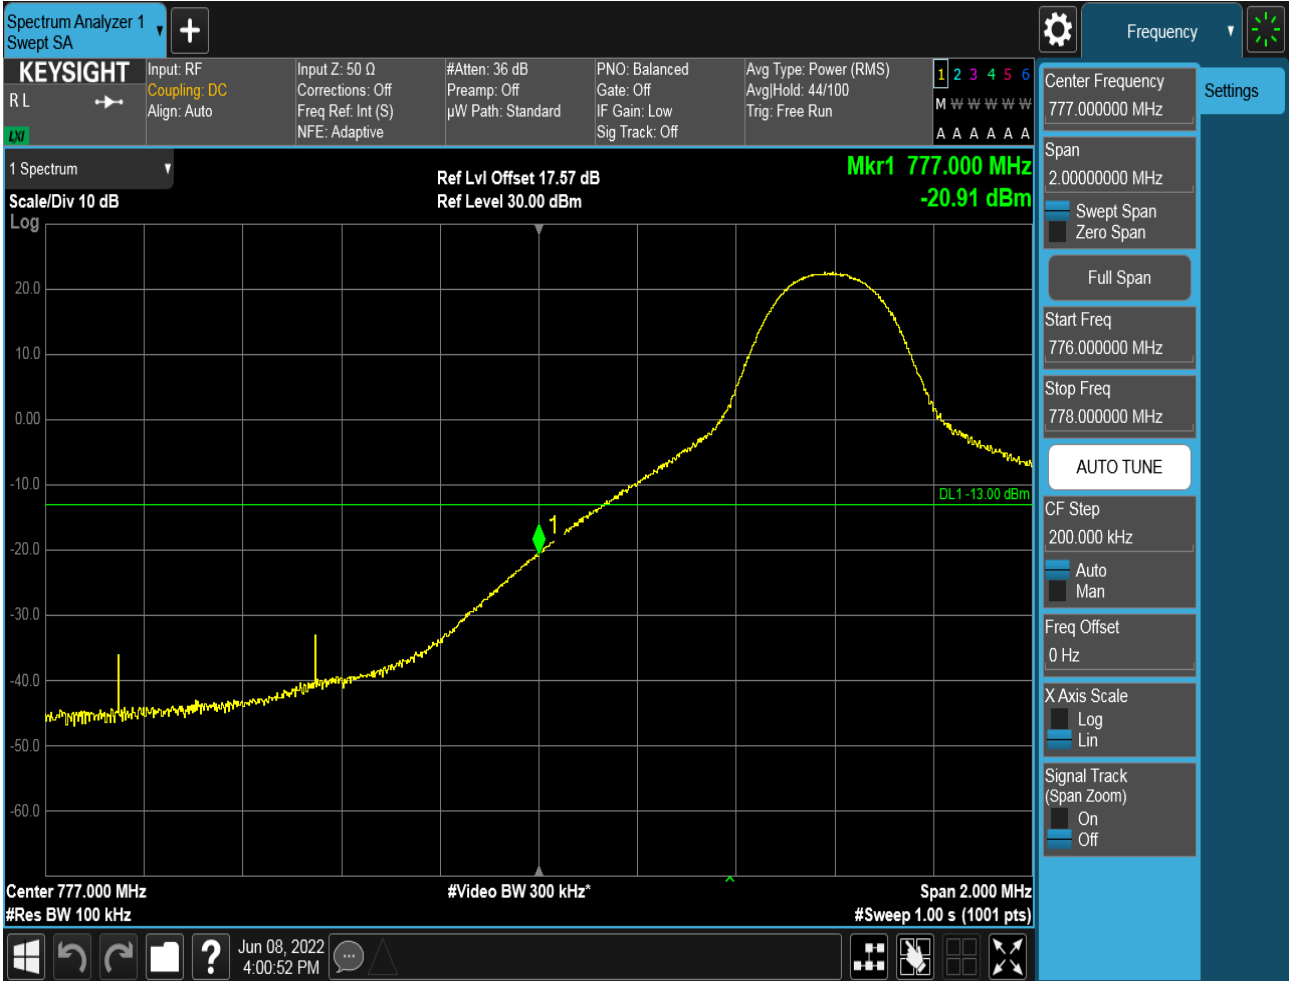 Spectrum Analyzer 1
Swept SA
Frequency
KEYSIGHT
R L
LXI
Input: RF
Coupling: DC
Align: Auto
Input Z: 50 Ω
Corrections: Off
Freq Ref: Int (S)
NFE: Adaptive
#Atten: 36 dB
Preamp: Off
µW Path: Standard
PNO: Balanced
Gate: Off
IF Gain: Low
Sig Track: Off
Avg Type: Power (RMS)
Avg|Hold: 44/100
Trig: Free Run
1 2 3 4 5 6
M W W W W W
A A A A A A
1 Spectrum
Scale/Div 10 dB
Log
Ref Lvl Offset 17.57 dB
Ref Level 30.00 dBm
Mkr1 777.000 MHz
-20.91 dBm
20.0
10.0
0.00
-10.0
-20.0
-30.0
-40.0
-50.0
-60.0
DL1 -13.00 dBm
1
Center 777.000 MHz
#Res BW 100 kHz
#Video BW 300 kHz*
Span 2.000 MHz
#Sweep 1.00 s (1001 pts)
Center Frequency
777.000000 MHz
Settings
Span
2.00000000 MHz
Swept Span
Zero Span
Full Span
Start Freq
776.000000 MHz
Stop Freq
778.000000 MHz
AUTO TUNE
CF Step
200.000 kHz
Auto
Man
Freq Offset
0 Hz
X Axis Scale
Log
Lin
Signal Track
(Span Zoom)
On
Off
?
Jun 08, 2022
4:00:52 PM